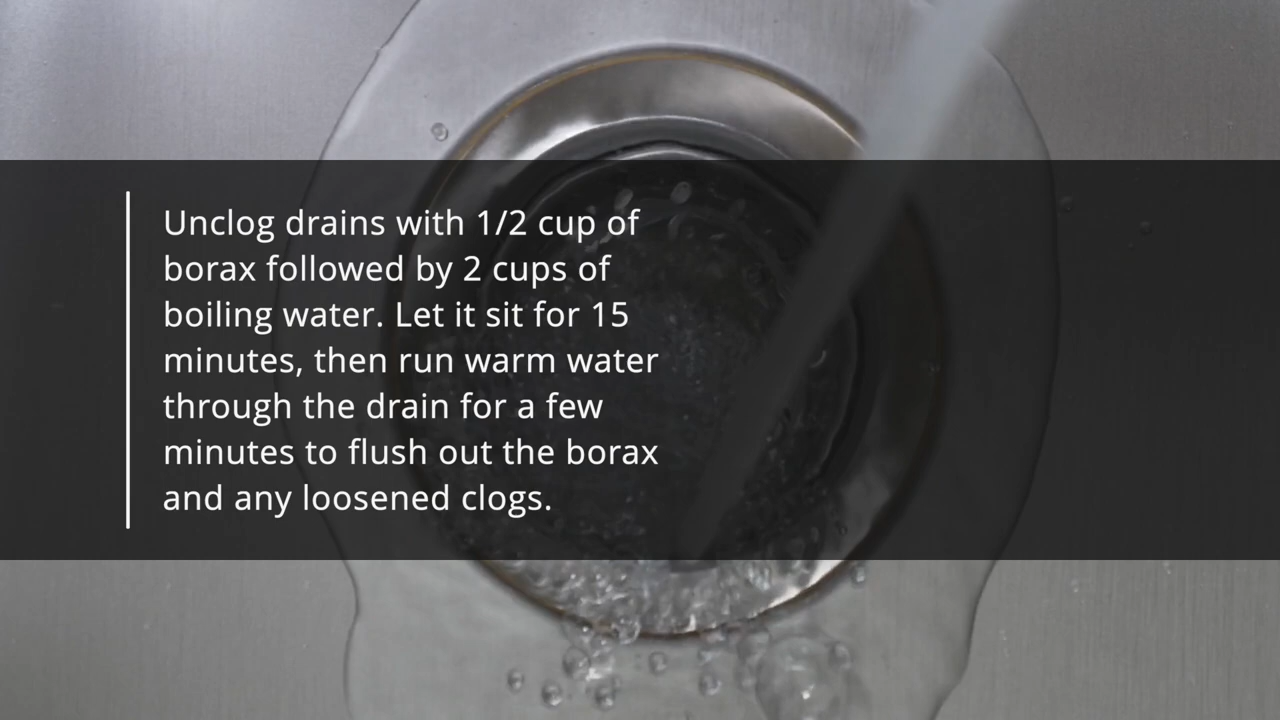 Unclog drains with 1/2 cup of
borax followed by 2 cups of
boiling water. Let it sit for 15
minutes, then run warm water
through the drain for a few
minutes to flush out the borax
and any loosened clogs.